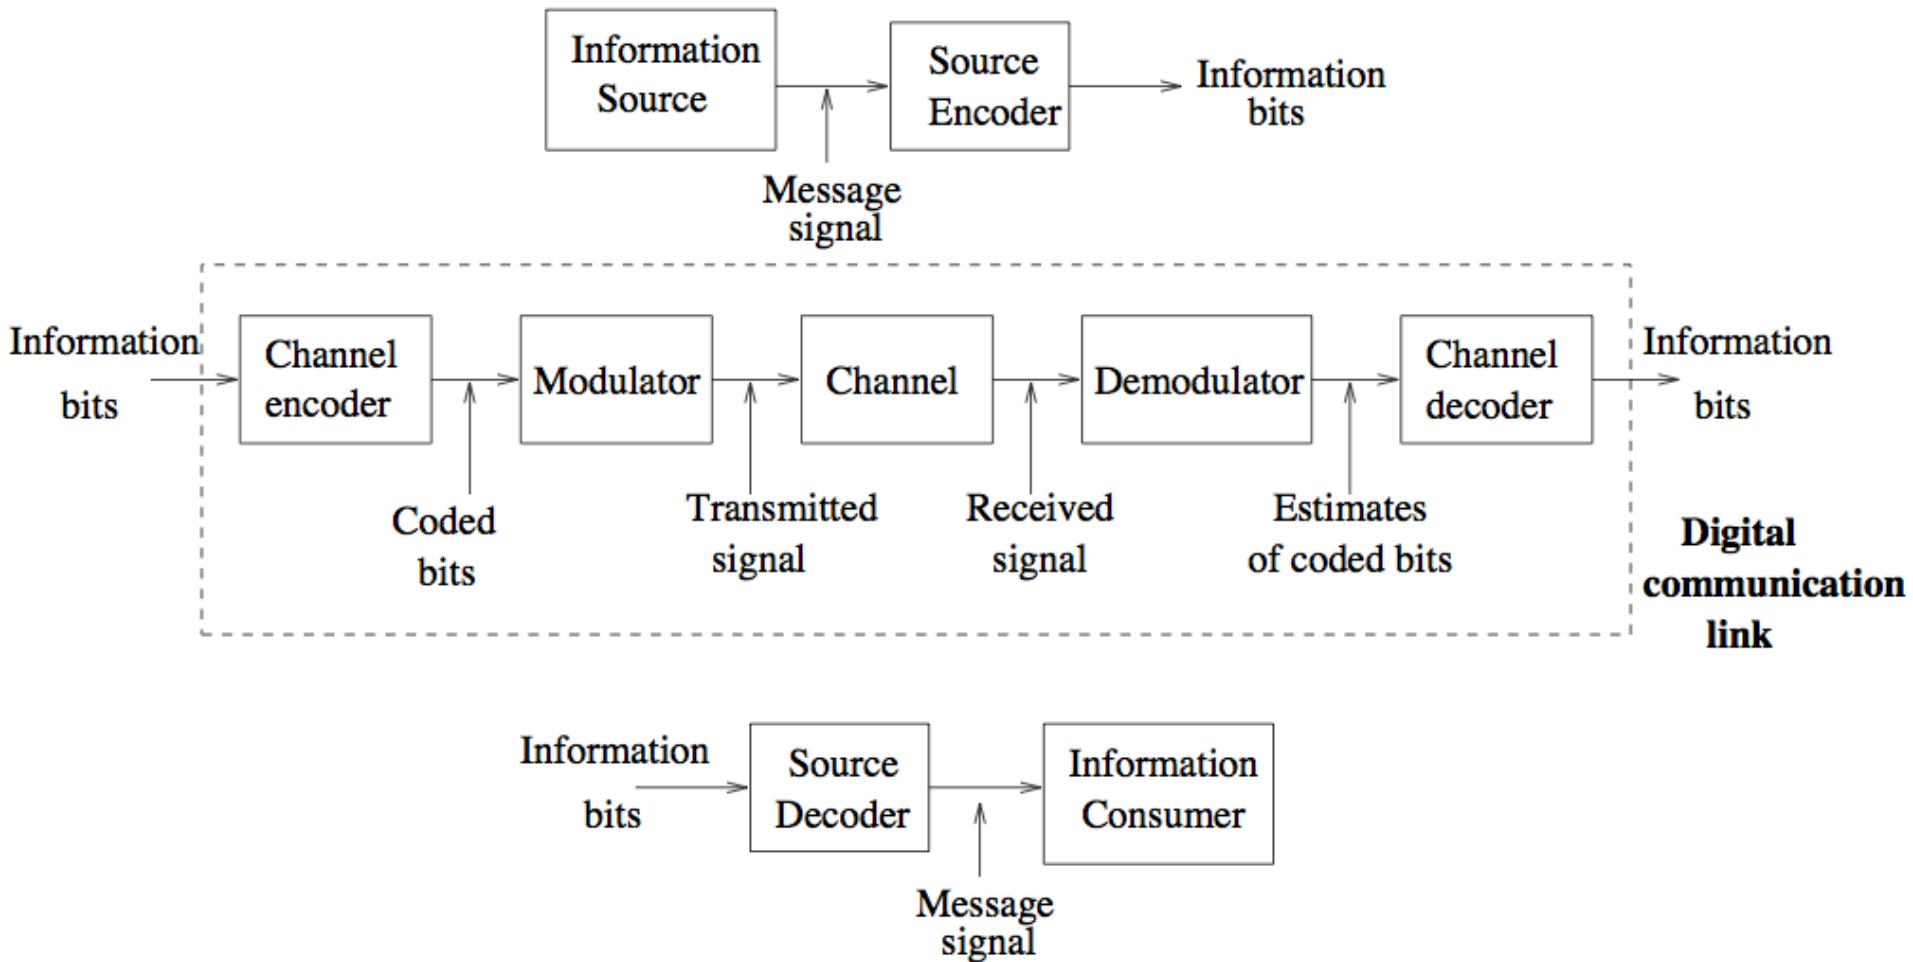 Information
Source
Source
Encoder
Information
bits
Message
signal
Information
bits
Channel
encoder
Modulator
Channel
Demodulator
Channel
decoder
Information
bits
Coded
bits
Transmitted
signal
Received
signal
Estimates
of coded bits
Digital
communication
link
Information
bits
Source
Decoder
Information
Consumer
Message
signal